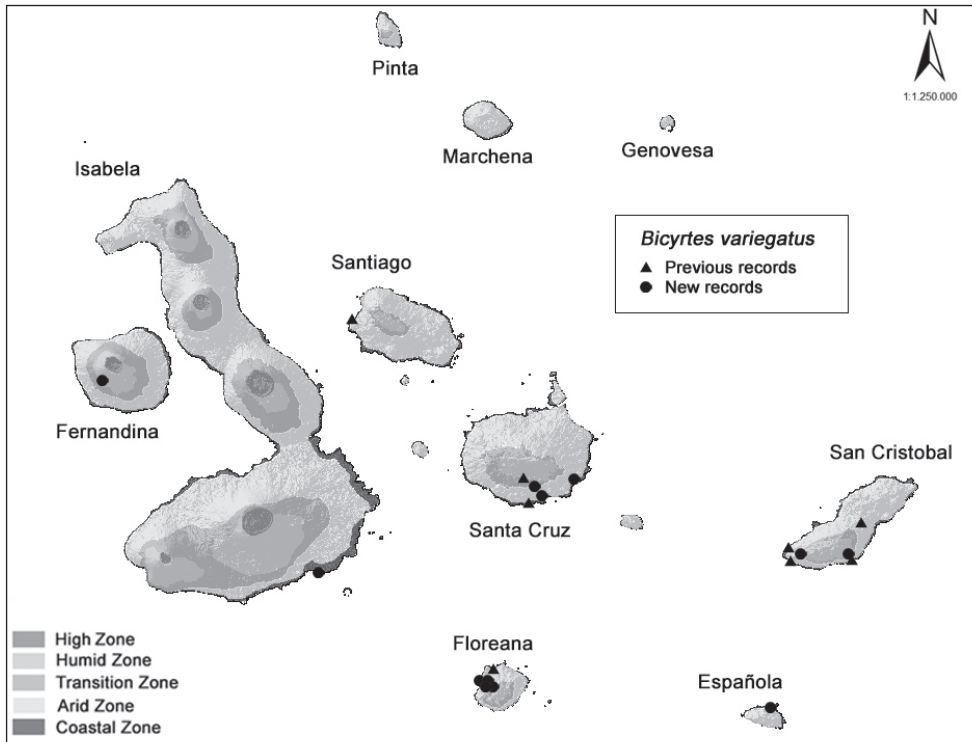 N
1:1.250.000
Pinta
Marchena
Genovesa
Isabela
Bicyrtes variegatus
Previous records
New records
Santiago
Fernandina
San Cristobal
Santa Cruz
Floreana
Española
High Zone
Humid Zone
Transition Zone
Arid Zone
Coastal Zone